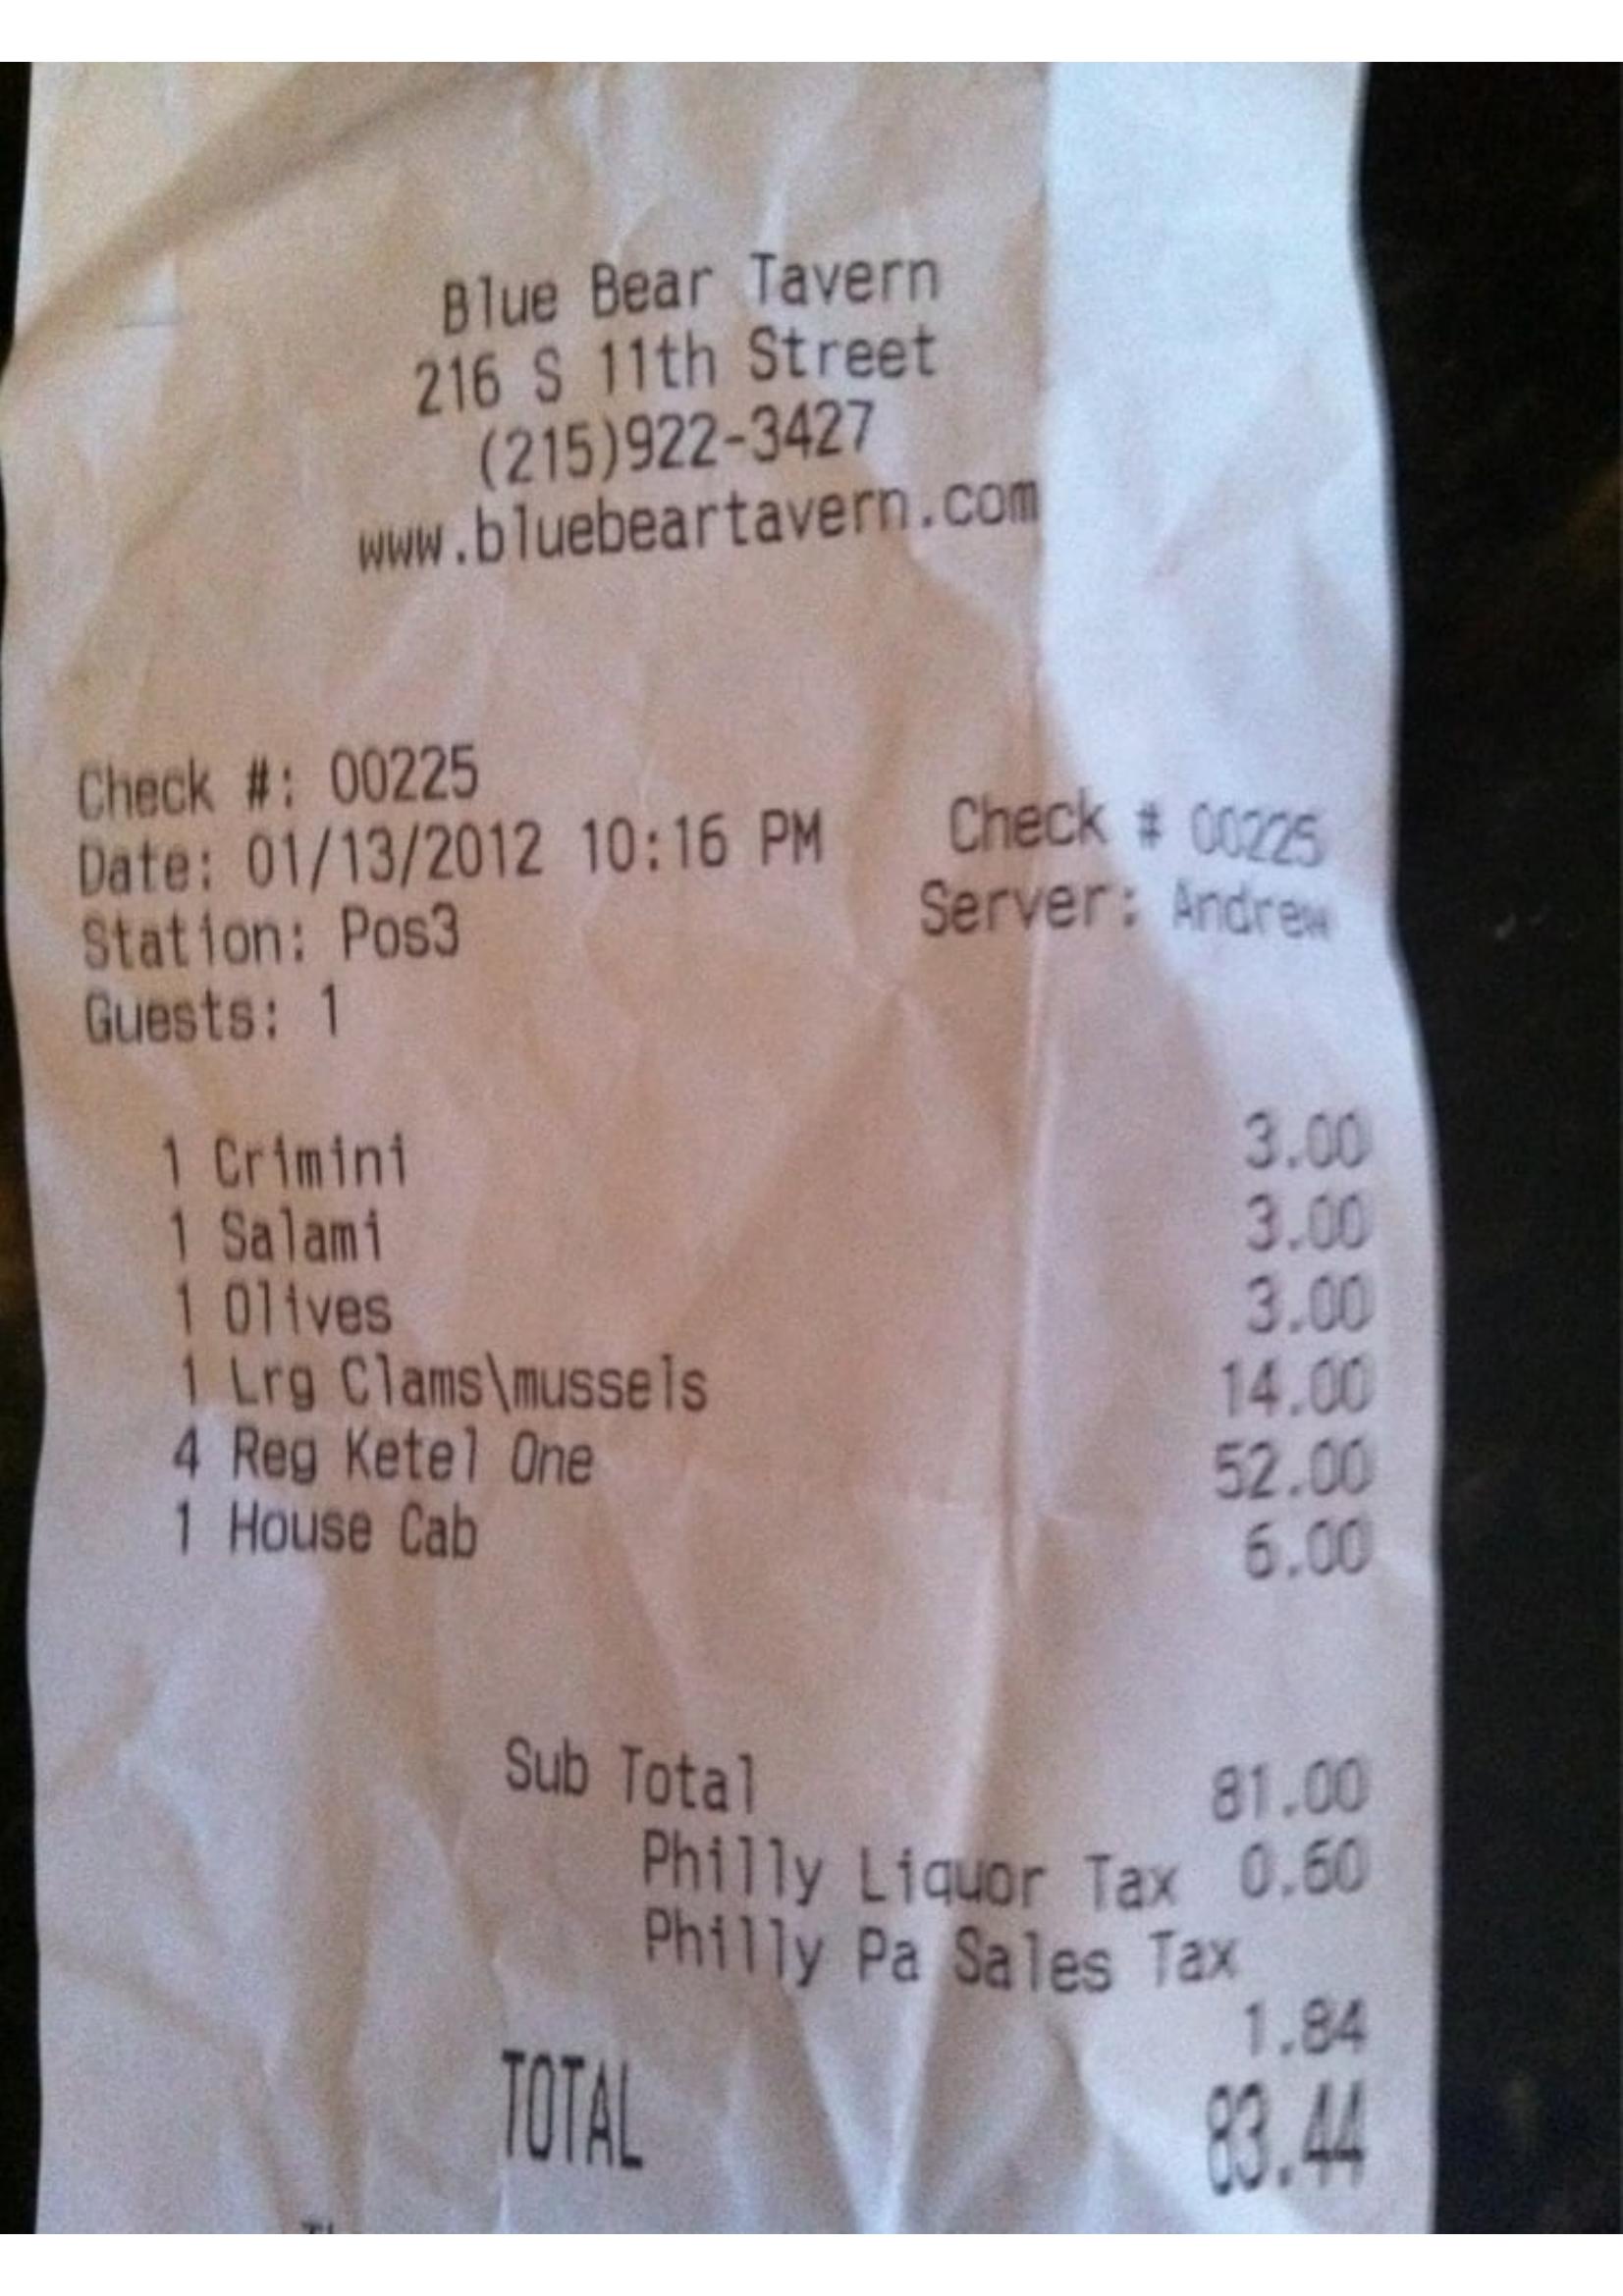 Blue Bear Tavern
216 S 11th Street
(215)922-3427
www.bluebeartavern.com
Check #: 00225
Date: 01/13/2012 10:16 PM Check # 00225
Station: Pos3 Server: Andrew
Guests: 1
1 Crimini 3.00
1 Salami 3.00
1 Olives 3.00
1 Lrg Clams\mussels 14.00
4 Reg Ketel One 52.00
1 House Cab 6.00
Sub Total 81.00
Philly Liquor Tax 0.60
Philly Pa Sales Tax
1.84
TOTAL 83.44